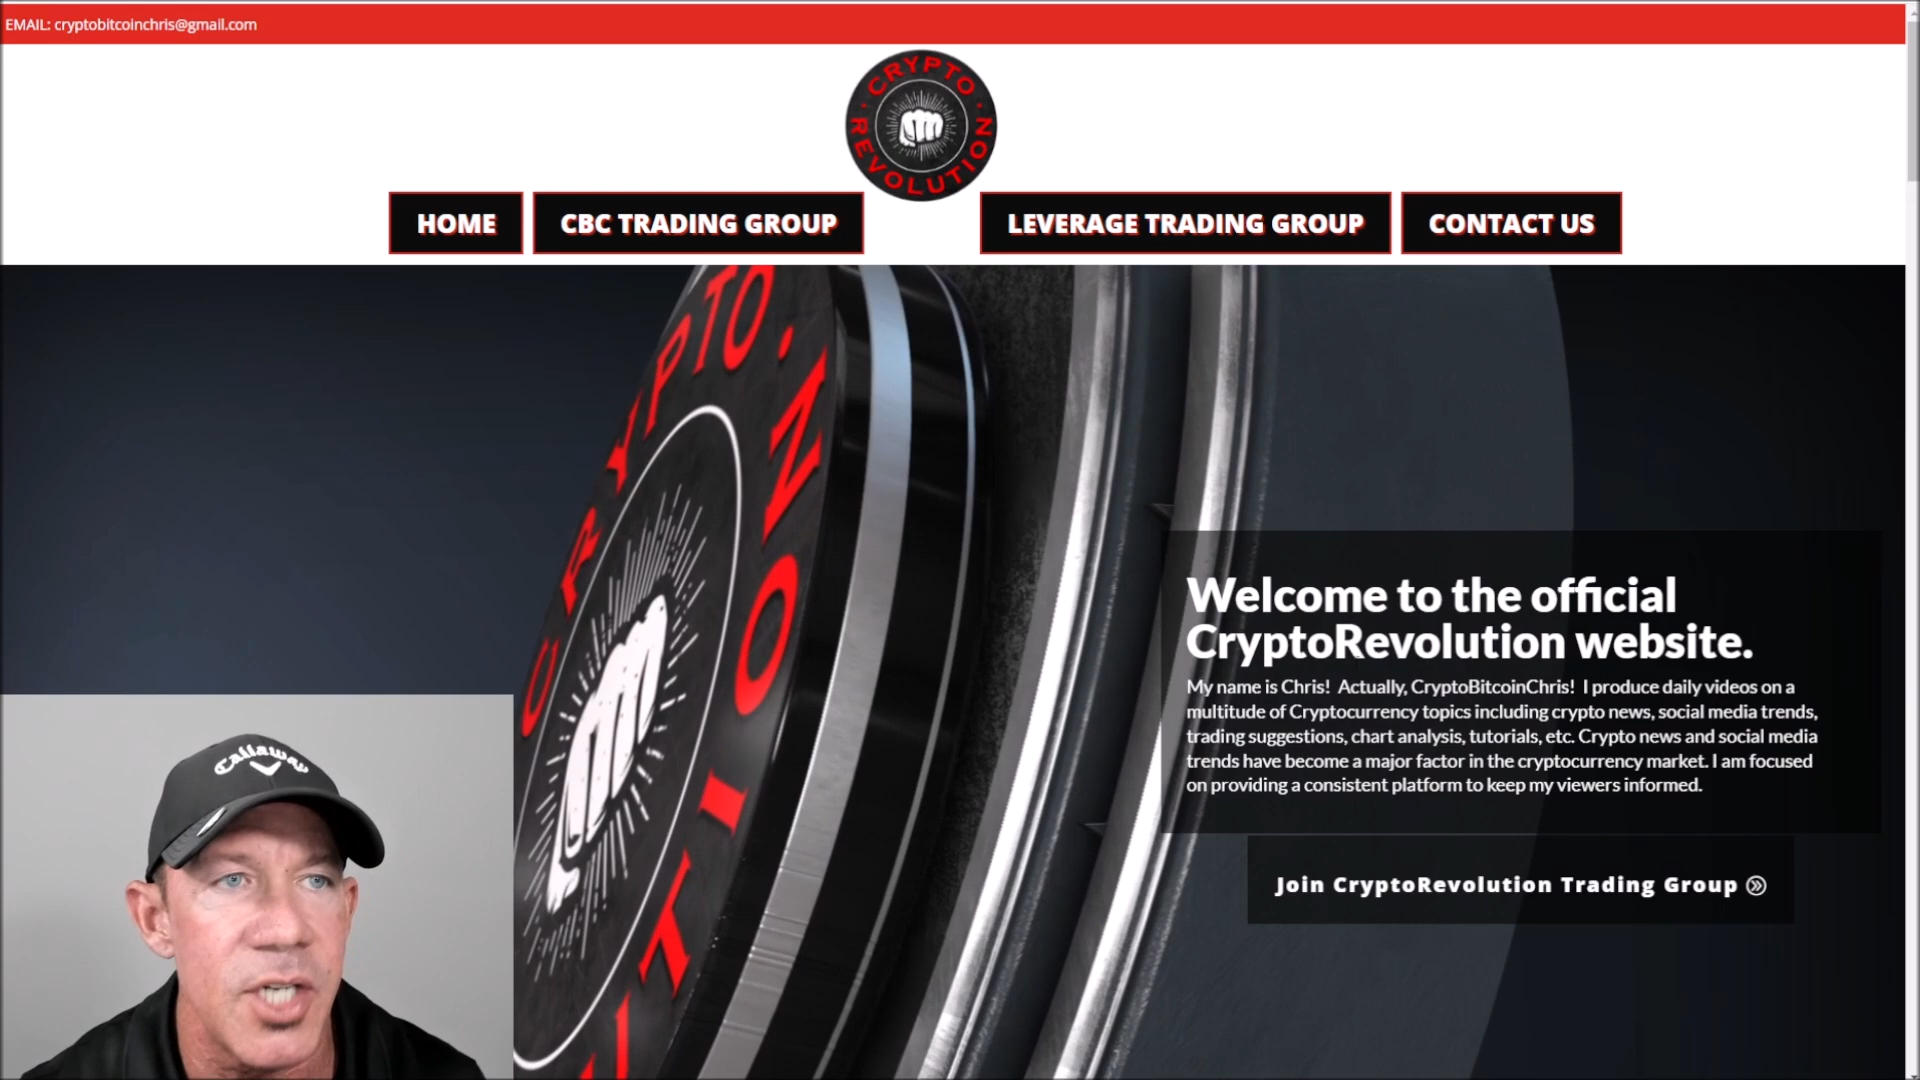 EMAIL: cryptobitcoinchris@gmail.com
CRYPTO
REVOLUTION
HOME
CBC TRADING GROUP
LEVERAGE TRADING GROUP
CONTACT US
CRYPTO
Welcome to the official
CryptoRevolution website.
My name is Chris!  Actually, CryptoBitcoinChris!  I produce daily videos on a
multitude of Cryptocurrency topics including crypto news, social media trends,
trading suggestions, chart analysis, tutorials, etc. Crypto news and social media
trends have become a major factor in the cryptocurrency market. I am focused
on providing a consistent platform to keep my viewers informed.
Join CryptoRevolution Trading Group
Callaway